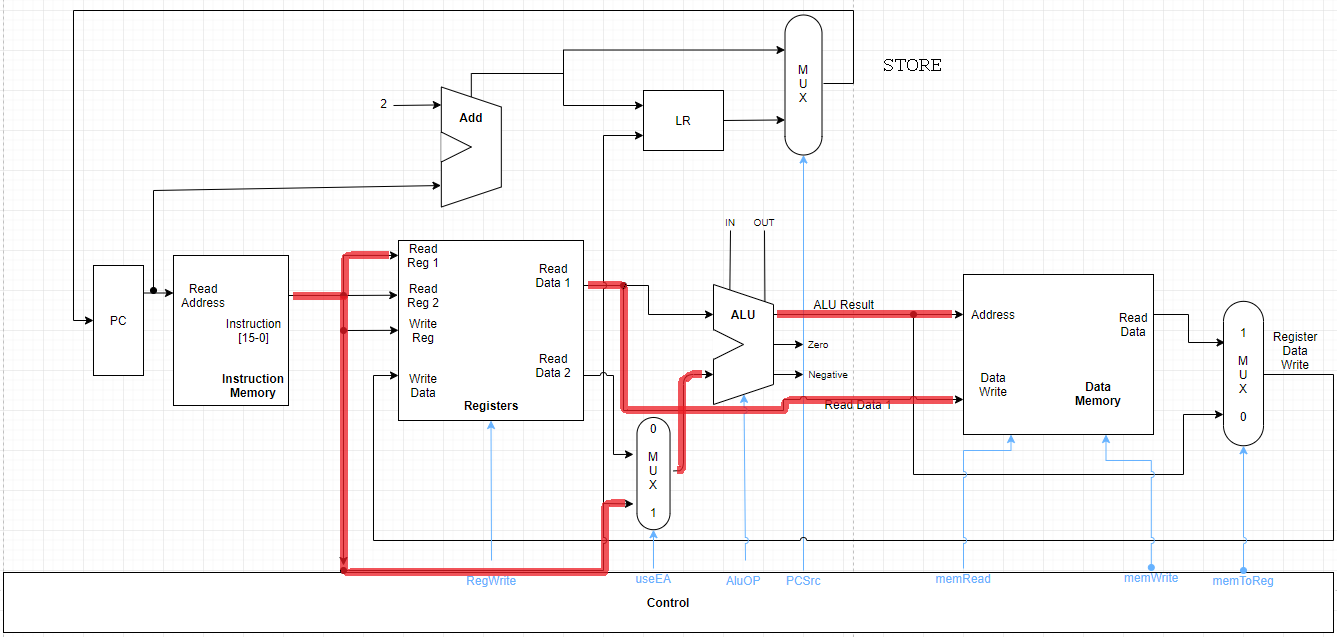 STORE
M
U
X
2
Add
LR
IN
OUT
PC
Read
Address
Instruction
[15-0]
Instruction
Memory
Read
Reg 1
Read
Reg 2
Write
Reg
Write
Data
Read
Data 1
Read
Data 2
Registers
ALU
ALU Result
Zero
Negative
Read Data 1
0
M
U
X
1
Address
Read
Data
Data
Write
Data
Memory
1
M
U
X
0
Register
Data
Write
RegWrite
useEA
AluOP
PCSrc
memRead
memWrite
memToReg
Control